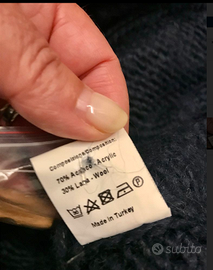 Composizione/Composition
70% Acrilico - Acrylic
30% Lana - Wool
P
Made in Turkey
subito